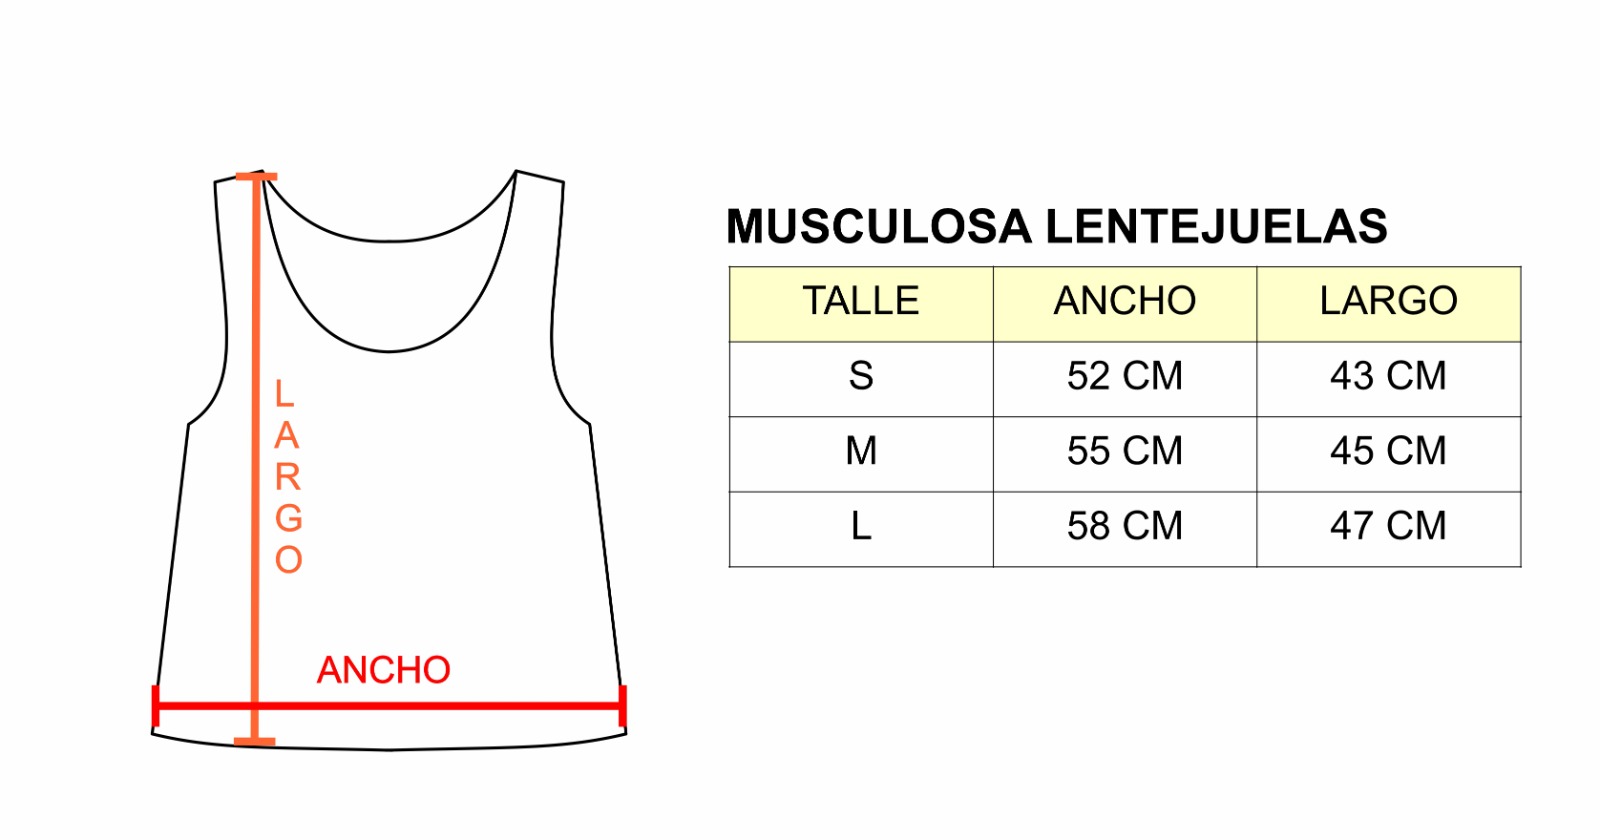 MUSCULOSA LENTEJUELAS
TALLE ANCHO LARGO
S 52 CM 43 CM
M 55 CM 45 CM
L 58 CM 47 CM
LARGO
ANCHO